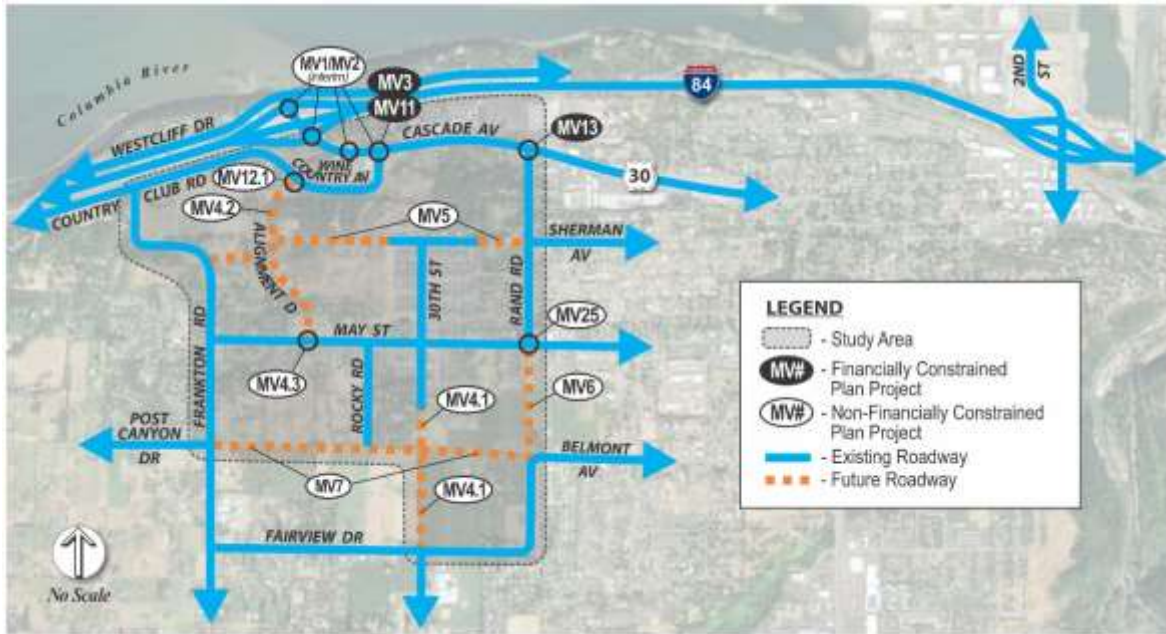 Columbia River
MV1/MV2
(interim)
MV3
MV11
84
2ND
ST
WESTCLIFF DR
CASCADE AV
MV13
WINE
COUNTRY AV
30
COUNTRY CLUB RD
MV12.1
MV4.2
MV5
SHERMAN
AV
ALIGNMENT D
30TH ST
RAND RD
FRANKTON RD
MAY ST
MV25
MV4.3
ROCKY RD
MV4.1
MV6
POST
CANYON
DR
BELMONT
AV
MV7
MV4.1
FAIRVIEW DR
No Scale
LEGEND
- Study Area
MV# - Financially Constrained
Plan Project
MV# - Non-Financially Constrained
Plan Project
- Existing Roadway
- Future Roadway